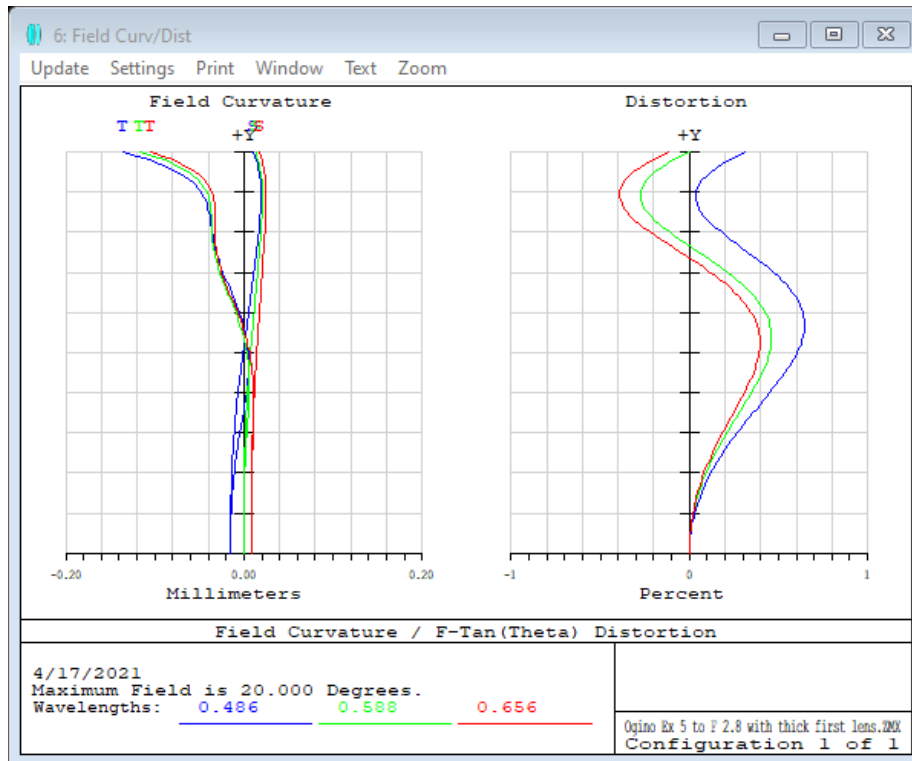 6: Field Curv/Dist
Update Settings Print Window Text Zoom
Field Curvature
T TT S
+Y
-0.20 0.00 0.20
Millimeters
Distortion
+Y
-1 0 1
Percent
Field Curvature / F-Tan(Theta) Distortion
4/17/2021
Maximum Field is 20.000 Degrees.
Wavelengths: 0.486 0.588 0.656
Ogino Ex 5 to F 2.8 with thick first lens.ZMX
Configuration 1 of 1